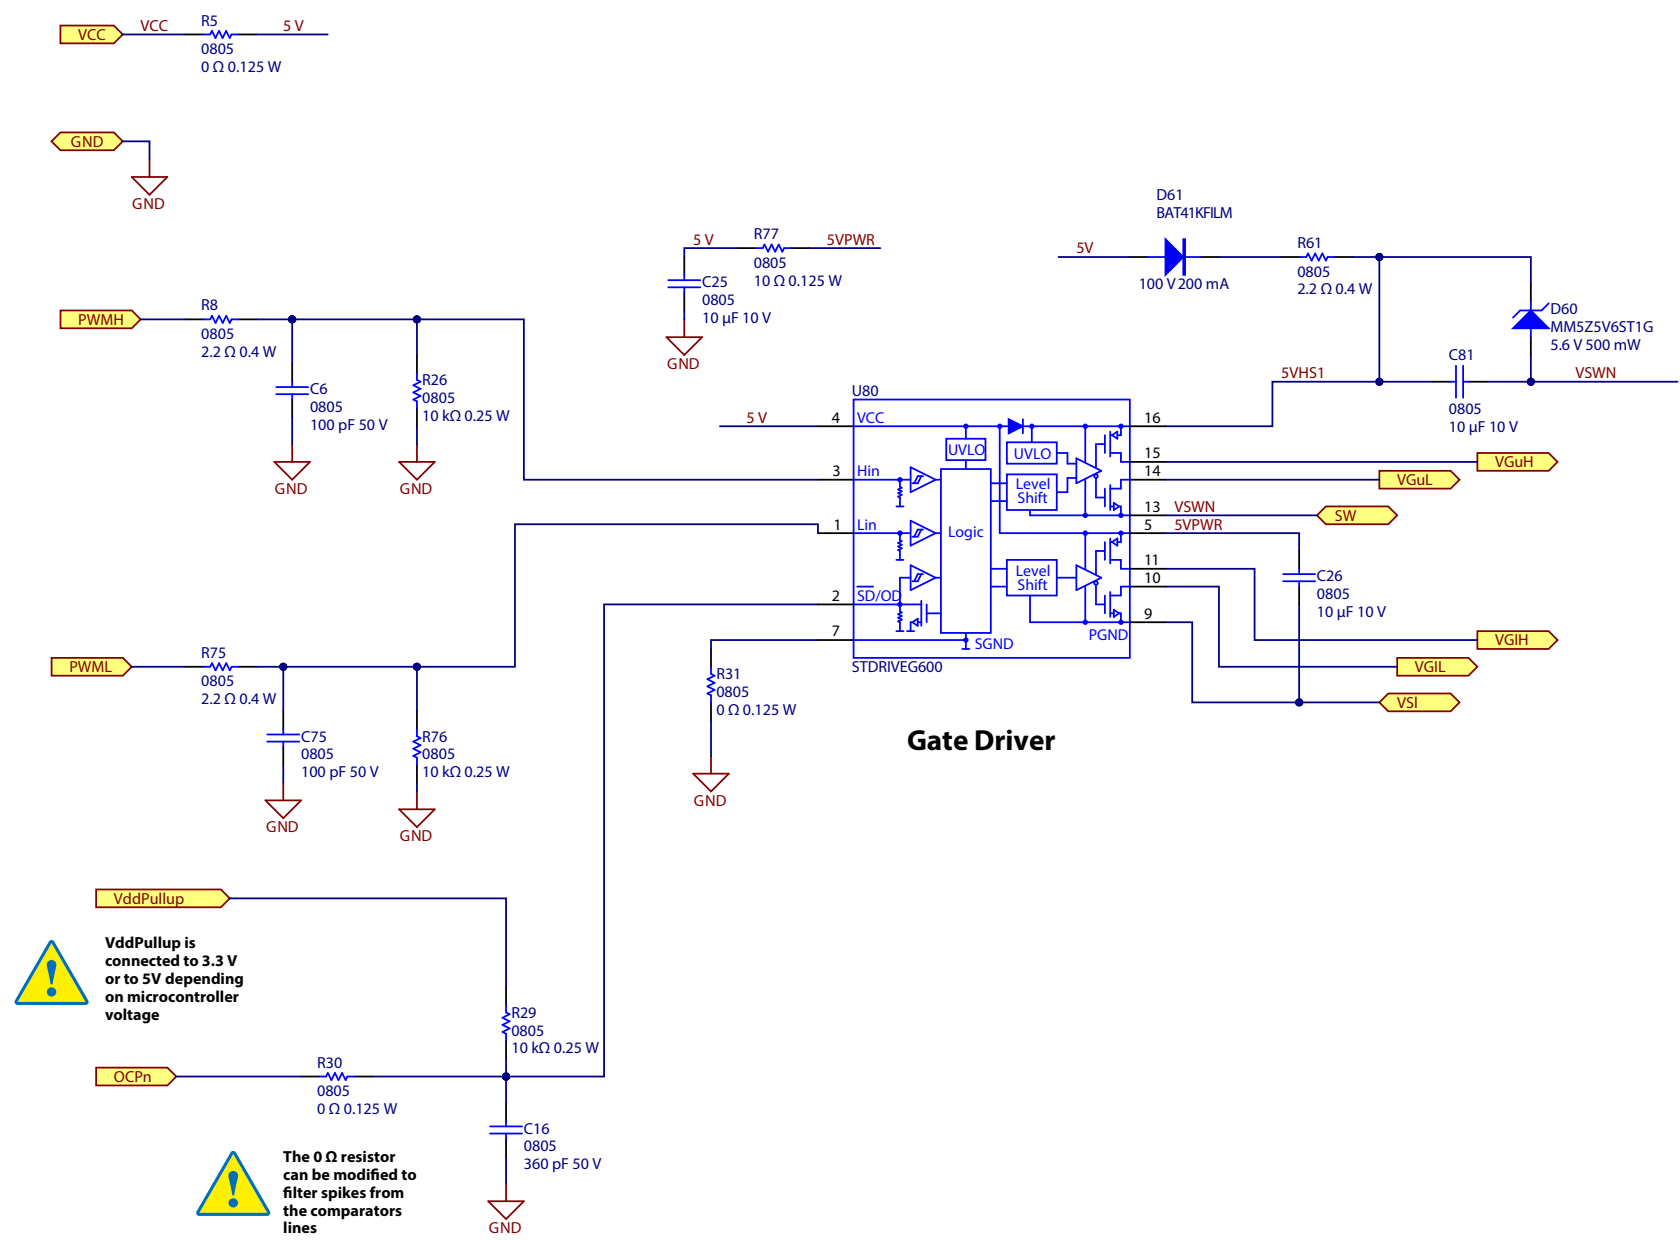 VCC
VCC
R5
5 V
0805
0 Ω 0.125 W
GND
GND
D61
BAT41KFILM
5V
100 V 200 mA
R61
0805
2.2 Ω 0.4 W
D60
MM5Z5V6ST1G
5.6 V 500 mW
5 V
R77
5VPWR
0805
10 Ω 0.125 W
C25
0805
10 µF 10 V
GND
PWMH
R8
0805
2.2 Ω 0.4 W
C6
0805
100 pF 50 V
GND
R26
0805
10 kΩ 0.25 W
GND
5VHS1
C81
0805
10 µF 10 V
VSWN
U80
5 V
4
VCC
UVLO
UVLO
3
Hin
Level
Shift
1
Lin
Logic
2
SD/OD
Level
Shift
7
SGND
PGND
STDRIVEG600
16
15
VGuH
14
VGuL
13
VSWN
SW
5
5VPWR
11
10
9
C26
0805
10 µF 10 V
VGIH
VGIL
VSI
R31
0805
0 Ω 0.125 W
GND
Gate Driver
PWML
R75
0805
2.2 Ω 0.4 W
C75
0805
100 pF 50 V
GND
R76
0805
10 kΩ 0.25 W
GND
VddPullup
VddPullup is
connected to 3.3 V
or to 5V depending
on microcontroller
voltage
R29
0805
10 kΩ 0.25 W
OCPn
R30
0805
0 Ω 0.125 W
C16
0805
360 pF 50 V
GND
The 0 Ω resistor
can be modified to
filter spikes from
the comparators
lines